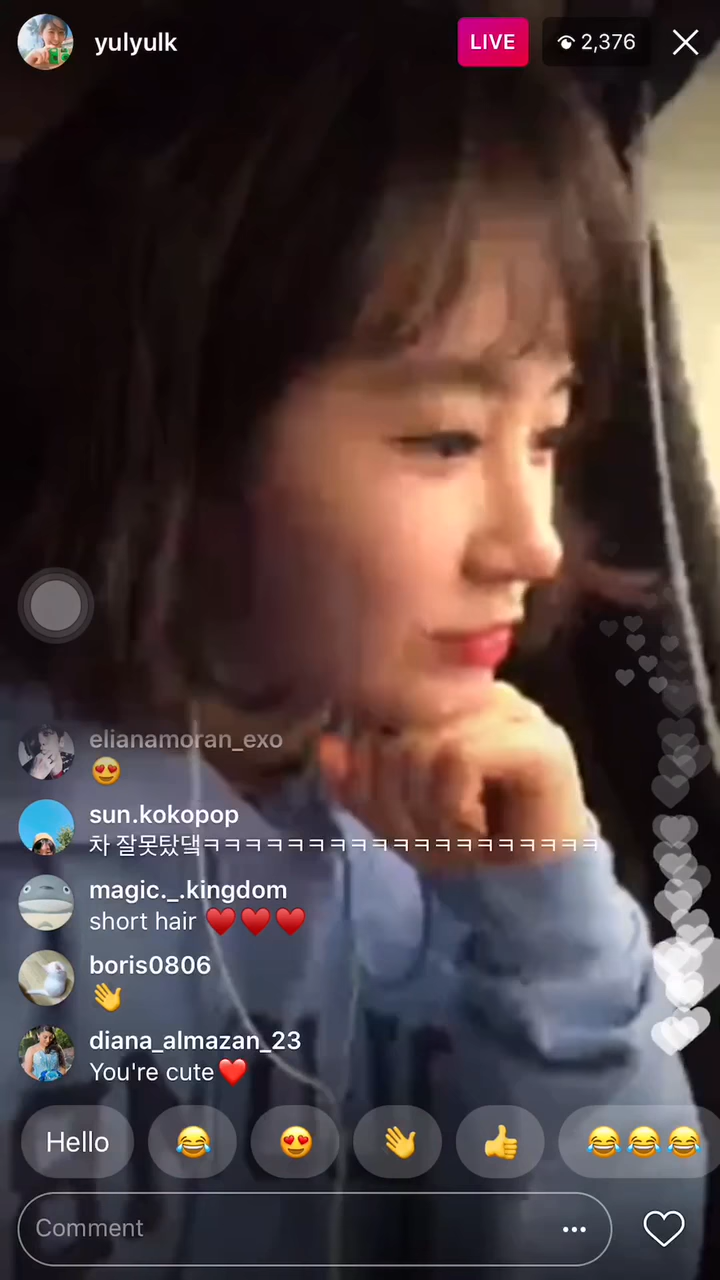 yulyulk
LIVE
2,376
elianamoran_exo
😍
sun.kokopop
차 잘못탔댘ㅋㅋㅋㅋㅋㅋㅋㅋㅋㅋㅋㅋㅋㅋㅋㅋㅋㅋㅋ
magic._.kingdom
short hair ❤️❤️❤️
boris0806
👋
diana_almazan_23
You're cute❤️
Hello 😂 😍 👋 👍 😂😂😂
Comment ...